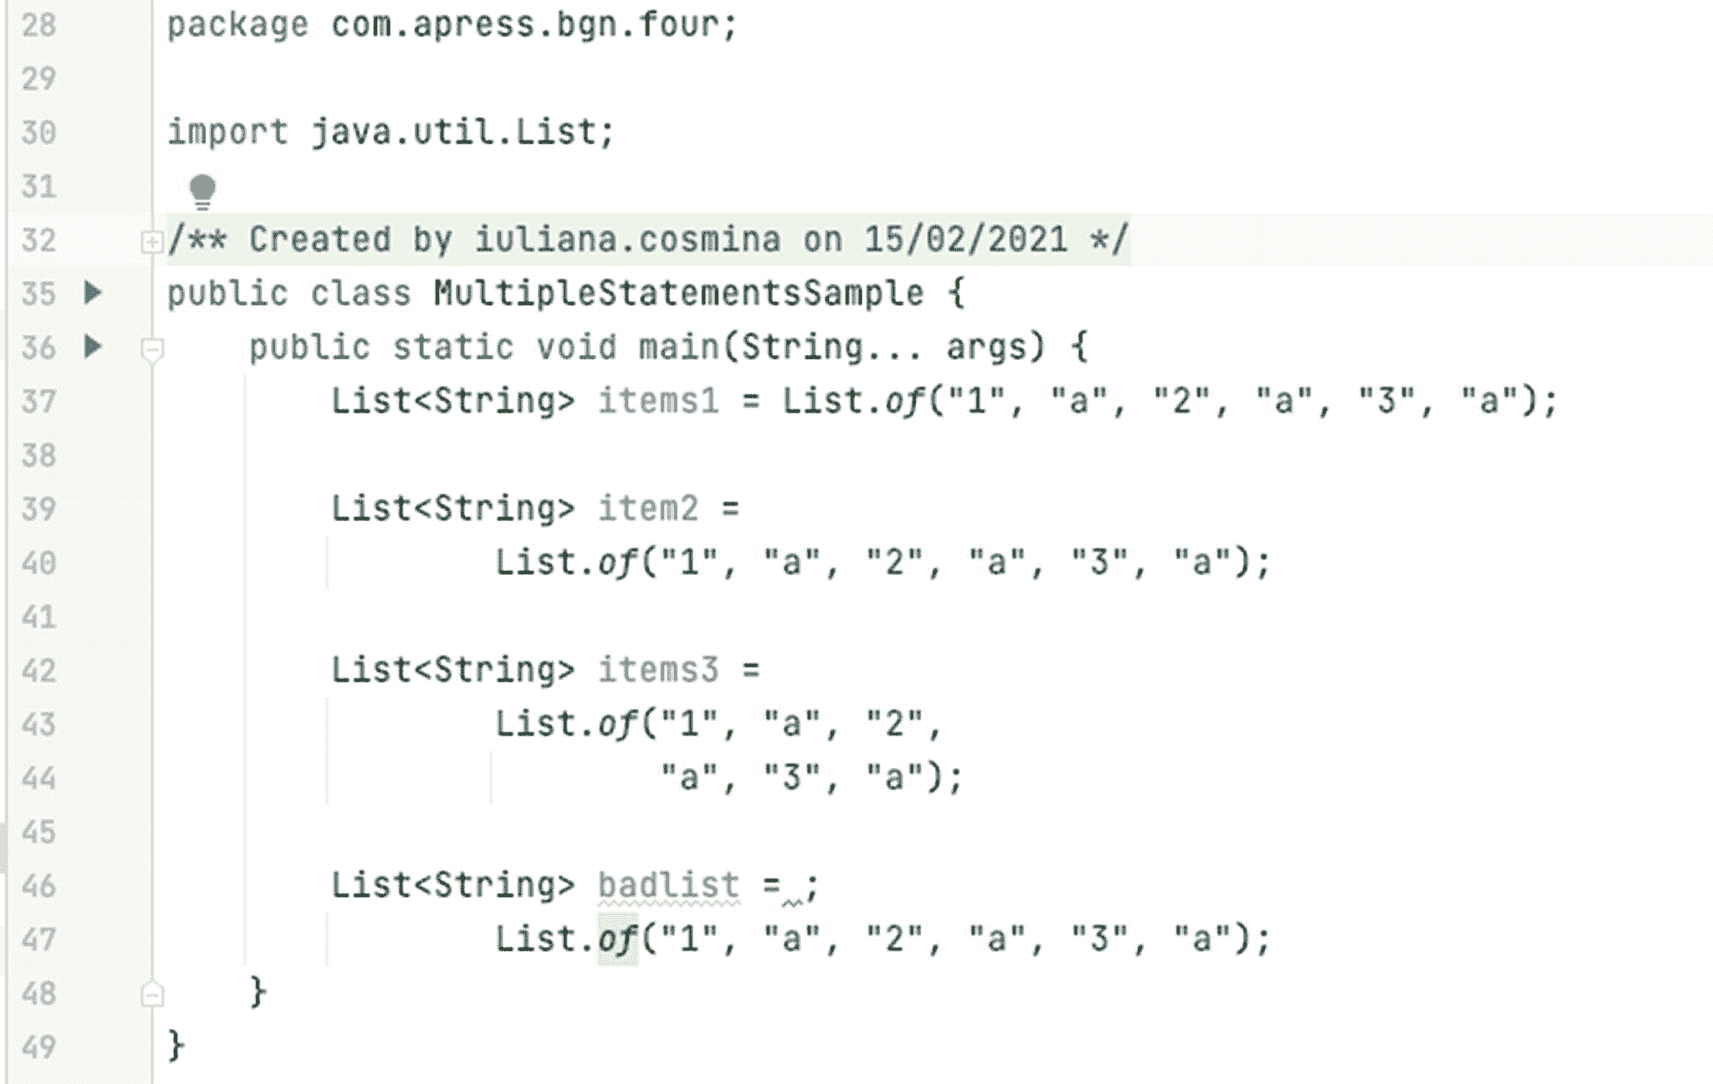 28 package com.apress.bgn.four;
29
30 import java.util.List;
31
32 /** Created by iuliana.cosmina on 15/02/2021 */
35 public class MultipleStatementsSample {
36     public static void main(String... args) {
37         List<String> items1 = List.of("1", "a", "2", "a", "3", "a");
38
39         List<String> item2 =
40                 List.of("1", "a", "2", "a", "3", "a");
41
42         List<String> items3 =
43                 List.of("1", "a", "2",
44                         "a", "3", "a");
45
46         List<String> badlist = ;
47                 List.of("1", "a", "2", "a", "3", "a");
48     }
49 }